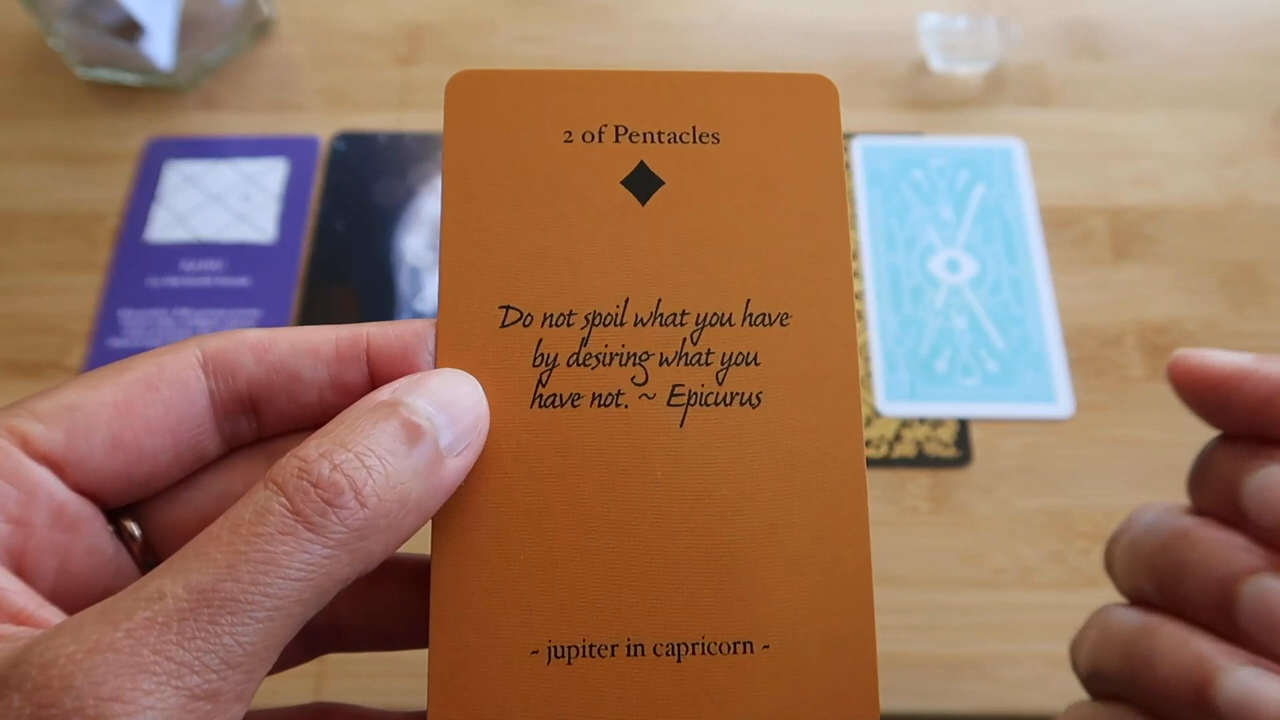 2 of Pentacles
Do not spoil what you have
by desiring what you
have not. ~ Epicurus
- jupiter in capricorn -